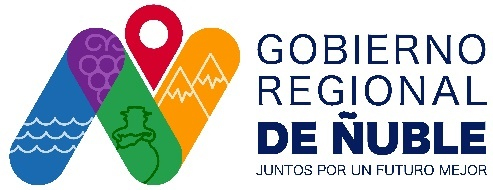 GOBIERNO
REGIONAL
DE ÑUBLE
JUNTOS POR UN FUTURO MEJOR